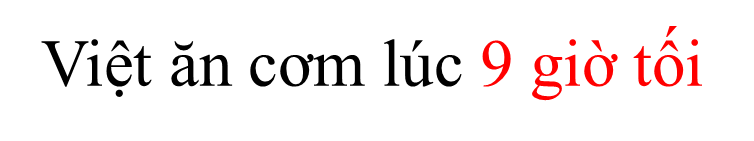 Việt ăn cơm lúc 9 giờ tối